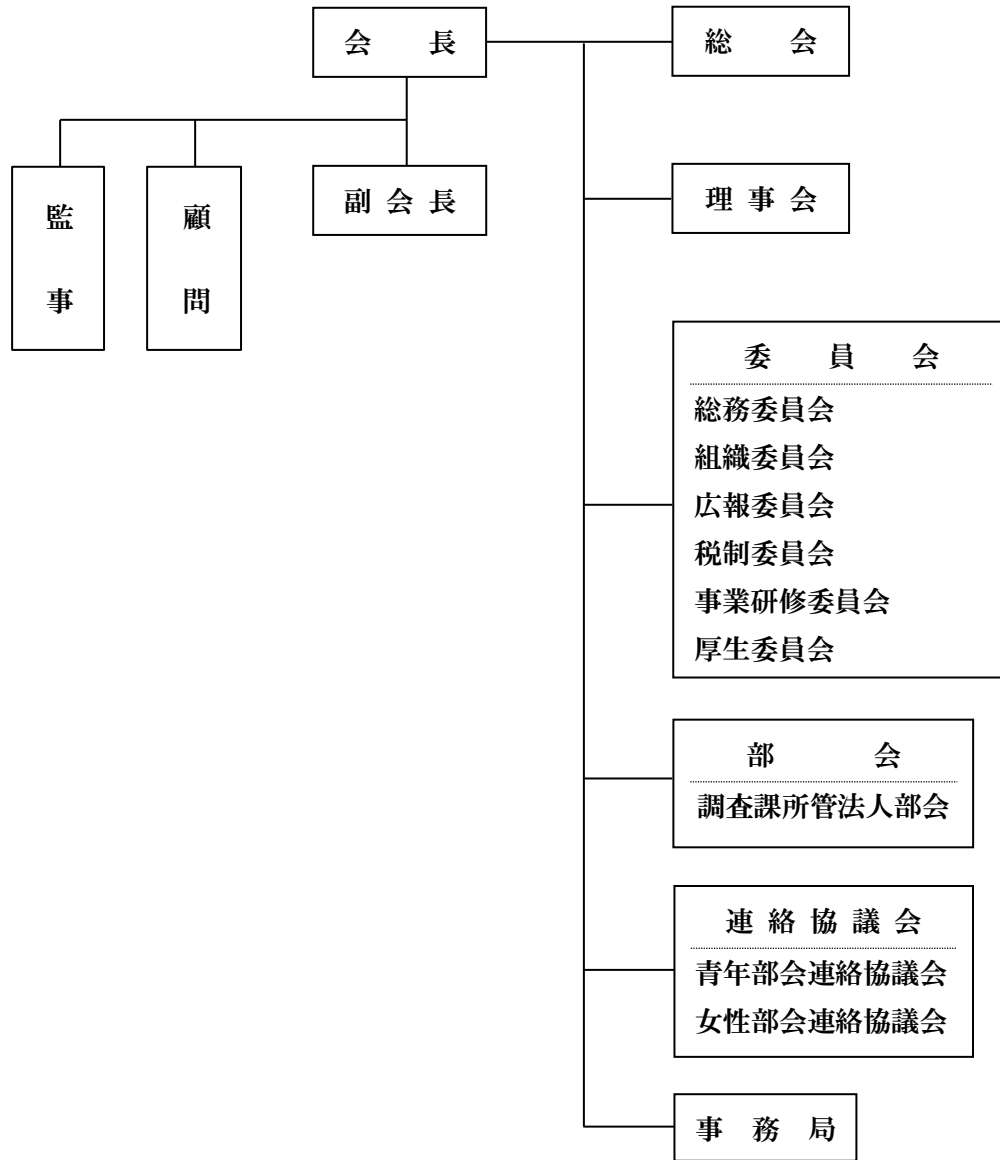 会長
総会
監事
顧問
副会長
理事会
委員会
総務委員会
組織委員会
広報委員会
税制委員会
事業研修委員会
厚生委員会
部会
調査課所管法人部会
連絡協議会
青年部会連絡協議会
女性部会連絡協議会
事務局